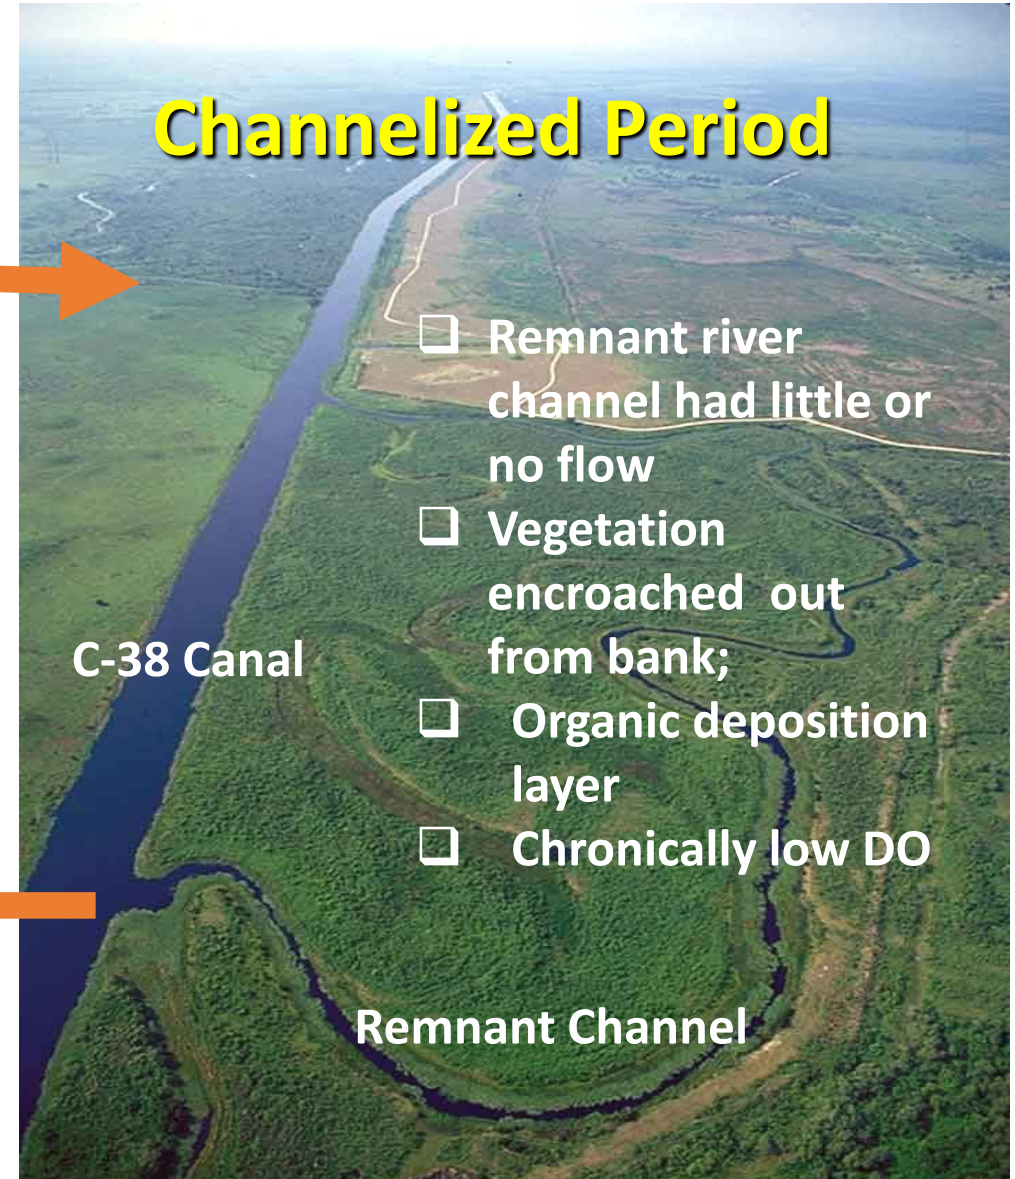 Channelized Period
❑ Remnant river
channel had little or
no flow
❑ Vegetation
encroached  out
from bank;
C-38 Canal
❑ Organic deposition
layer
❑ Chronically low DO
Remnant Channel